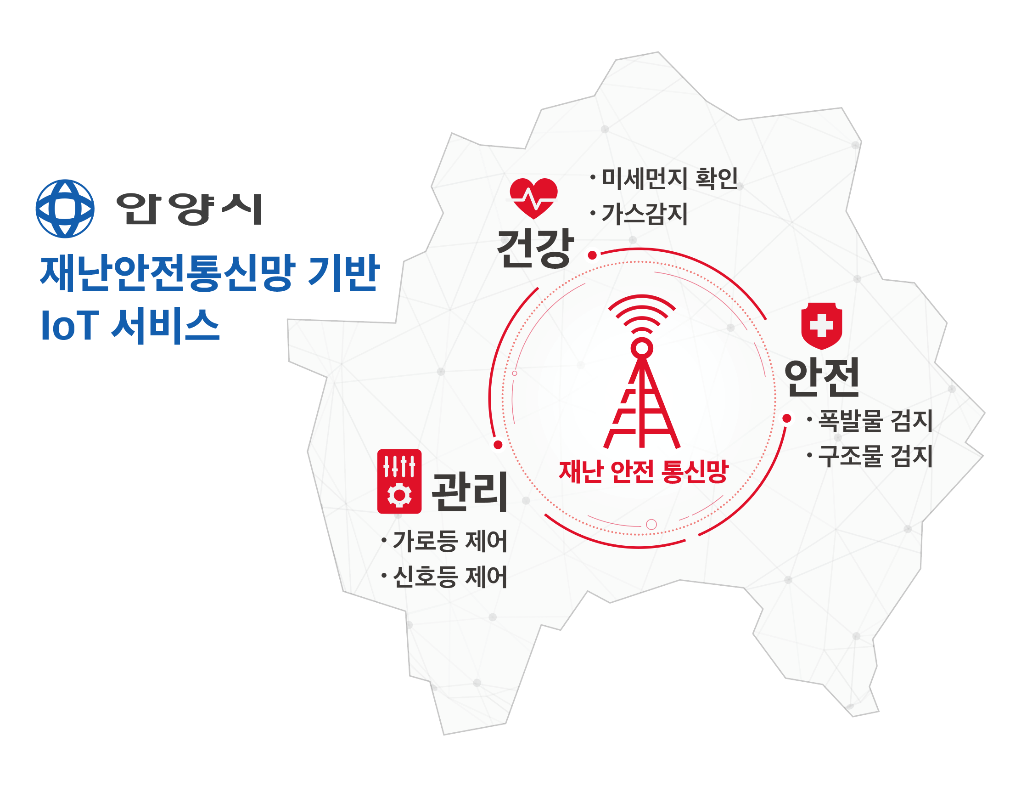 안양시
재난안전통신망 기반
IoT 서비스
건강
· 미세먼지 확인
· 가스감지
안전
· 폭발물 검지
· 구조물 검지
재난 안전 통신망
관리
· 가로등 제어
· 신호등 제어